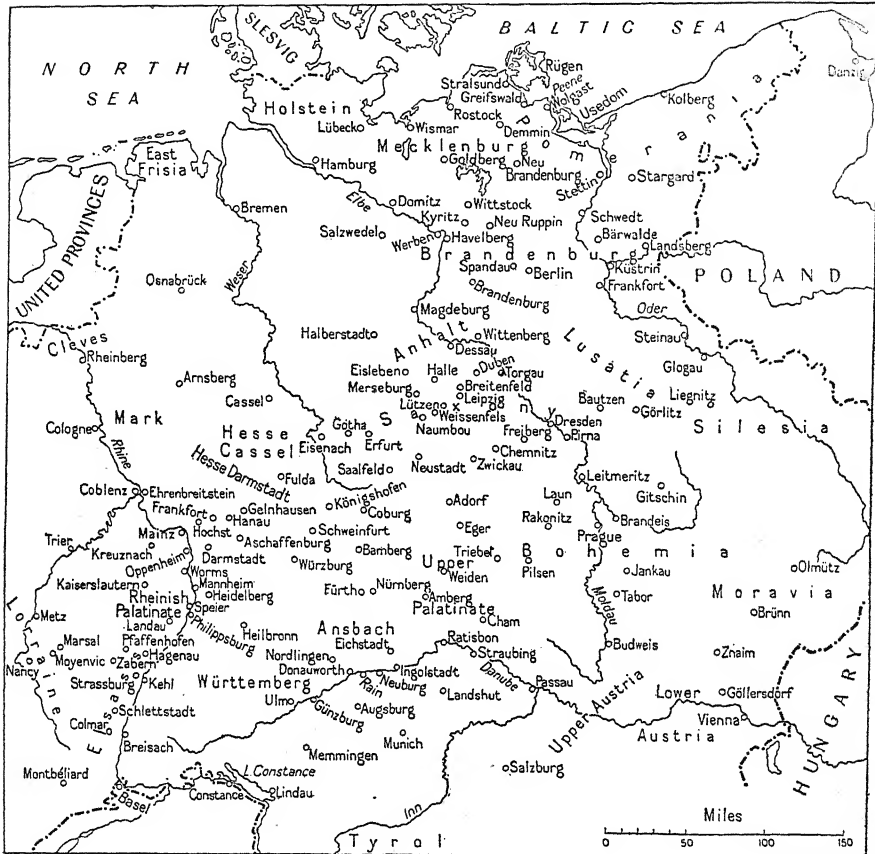 BALTIC SEA
NORTH SEA
SLESVIG
Holstein
Rügen
Stralsund
Greifswald
Peene
Wolgast
Usedom
Rostock
Kolberg
Danzig
Pomerania
Lübeck
Wismar
Demmin
Mecklenburg
Goldberg
Neu Brandenburg
Hamburg
East Frisia
UNITED PROVINCES
Stettin
Stargard
Bremen
Elbe
Domitz
Wittstock
Kyritz
Neu Ruppin
Schwedt
Salzwedel
Werben
Havelberg
Bärwalde
Landsberg
Brandenburg
Spandau
Berlin
Küstrin
POLAND
Osnabrück
Weser
Brandenburg
Frankfort
Oder
Magdeburg
Halberstadt
Anhalt
Wittenberg
Lusatia
Steinau
Cleves
Rheinberg
Dessau
Glogau
Eisleben
Halle
Duben
Torgau
Arnsberg
Merseburg
Breitenfeld
Cassel
Lützen
x
Leipzig
Bautzen
Liegnitz
Görlitz
Mark
Weissenfels
Saxony
Dresden
Silesia
Cologne
Rhine
Hesse Cassel
Gotha
Eisenach
Erfurt
Naumbou
Freiberg
Pirna
Hesse Darmstadt
Chemnitz
Fulda
Saalfeld
Neustadt
Zwickau
Leitmeritz
Gitschin
Coblenz
Ehrenbreitstein
Königshofen
Gelnhausen
Coburg
Adorf
Laun
Frankfort
Hanau
Höchst
Schweinfurt
Eger
Rakonitz
Brandeis
Prague
Trier
Mainz
Aschaffenburg
Kreuznach
Darmstadt
Bamberg
Triebel
Bohemia
Oppenheim
Würzburg
Upper Palatinate
Weiden
Pilsen
Jankau
Olmütz
Worms
Kaiserslautern
Mannheim
Fürth
Nürnberg
Rheinish Palatinate
Heidelberg
Amberg
Moldau
Tabor
Moravia
Metz
Speier
Brünn
Lorraine
Landau
Philippsburg
Cham
Ansbach
Heilbronn
Ratisbon
Budweis
Marsal
Pfaffenhofen
Eichstadt
Znaim
Hagenau
Nordlingen
Straubing
Nancy
Moyenvic
Zabern
Donauworth
Ingolstadt
Danube
Passau
Strassburg
Kehl
Württemberg
Rain
Neuburg
Landshut
Lower Austria
Göllersdorf
Ulm
Günzburg
Schlettstadt
Augsburg
Upper Austria
Vienna
Colmar
Elsass
Breisach
Munich
Memmingen
HUNGARY
Montbéliard
L. Constance
Salzburg
Basel
Constance
Lindau
Inn
Tyrol
Miles
0 50 100 150